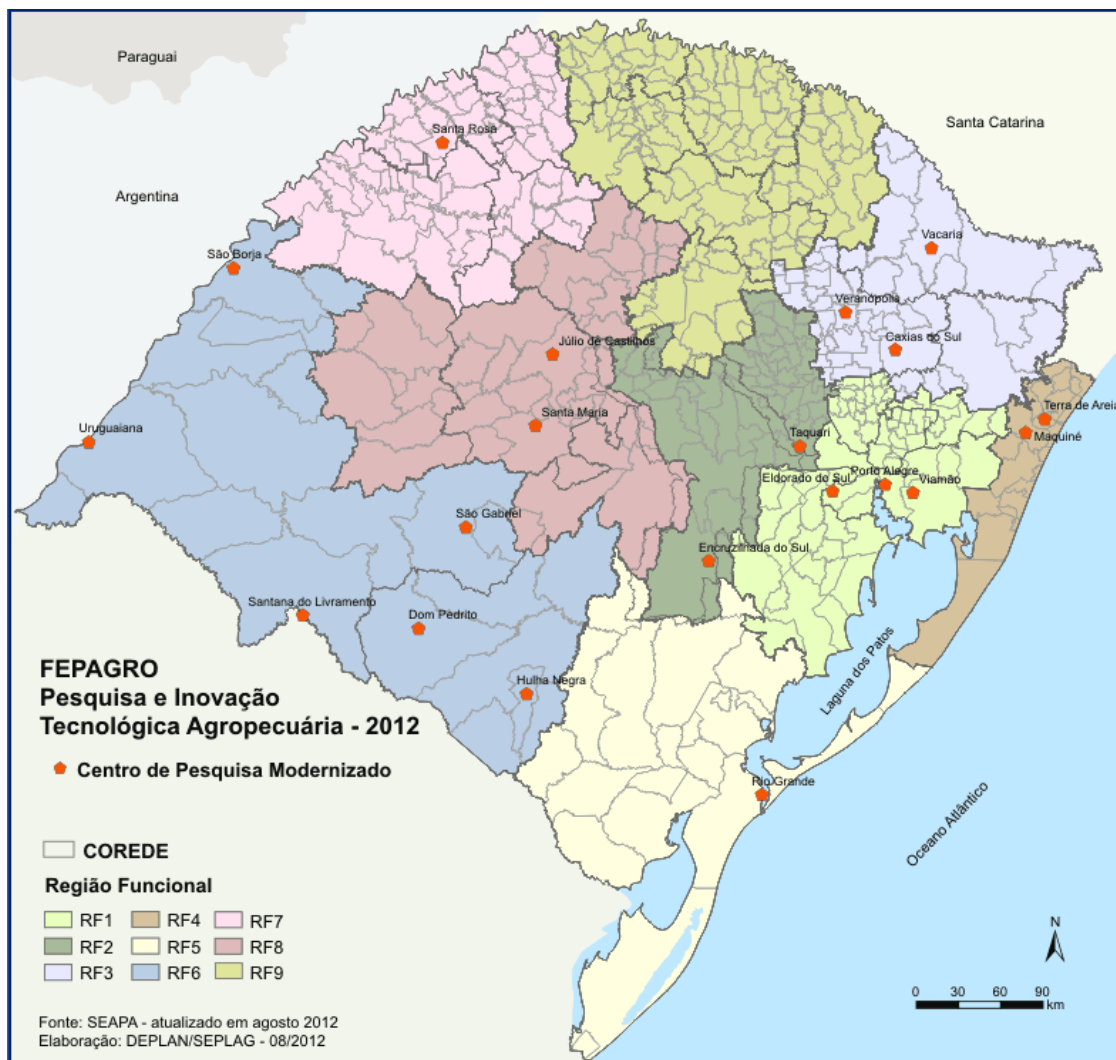 Paraguai
Santa Catarina
Santa Rosa
Argentina
Vacaria
São Borja
Veranópolis
Caxias do Sul
Júlio de Castilhos
Santa Maria
Terra de Areia
Uruguaiana
Maquiné
Taquari
Porto Alegre
Eldorado do Sul
Viamão
São Gabriel
Encruzilhada do Sul
Santana do Livramento
Dom Pedrito
Hulha Negra
Laguna dos Patos
Rio Grande
Oceano Atlântico
FEPAGRO
Pesquisa e Inovação
Tecnológica Agropecuária - 2012
Centro de Pesquisa Modernizado
COREDE
Região Funcional
RF1 RF4 RF7
RF2 RF5 RF8
RF3 RF6 RF9
N
0 30 60 90
km
Fonte: SEAPA - atualizado em agosto 2012
Elaboração: DEPLAN/SEPLAG - 08/2012